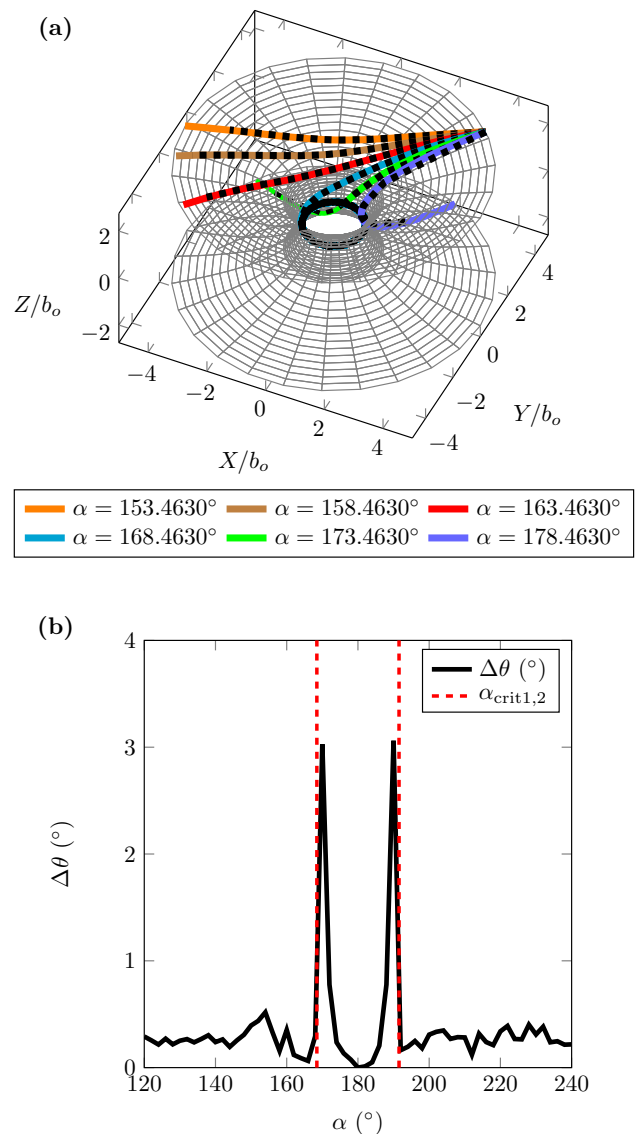 (a)
2
0
−2
Z/b_o
−4
−2
0
2
4
X/b_o
−4
−2
0
2
4
Y/b_o
α = 153.4630° α = 158.4630° α = 163.4630°
α = 168.4630° α = 173.4630° α = 178.4630°
(b)
4
3
2
1
0
Δθ (°)
Δθ (°)
α_crit1,2
120 140 160 180 200 220 240
α (°)